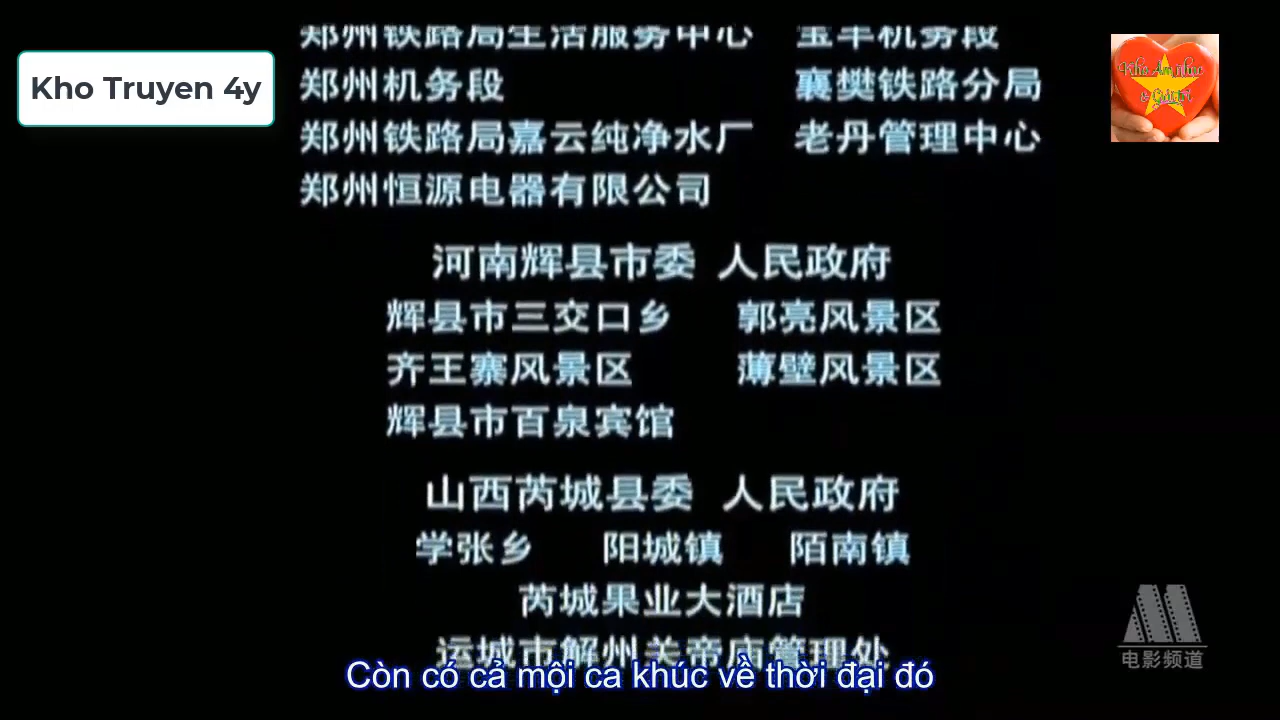 郑州铁路局生活服务中心 宝丰机务段
Kho Truyen 4y
郑州机务段 襄樊铁路分局
郑州铁路局嘉云纯净水厂 老丹管理中心
郑州恒源电器有限公司
河南辉县市委 人民政府
辉县市三交口乡 郭亮风景区
齐王寨风景区 薄壁风景区
辉县市百泉宾馆
山西芮城县委 人民政府
学张乡 阳城镇 陌南镇
芮城果业大酒店
运城市解州关帝庙管理处
电影频道
Còn có cả mội ca khúc về thời đại đó